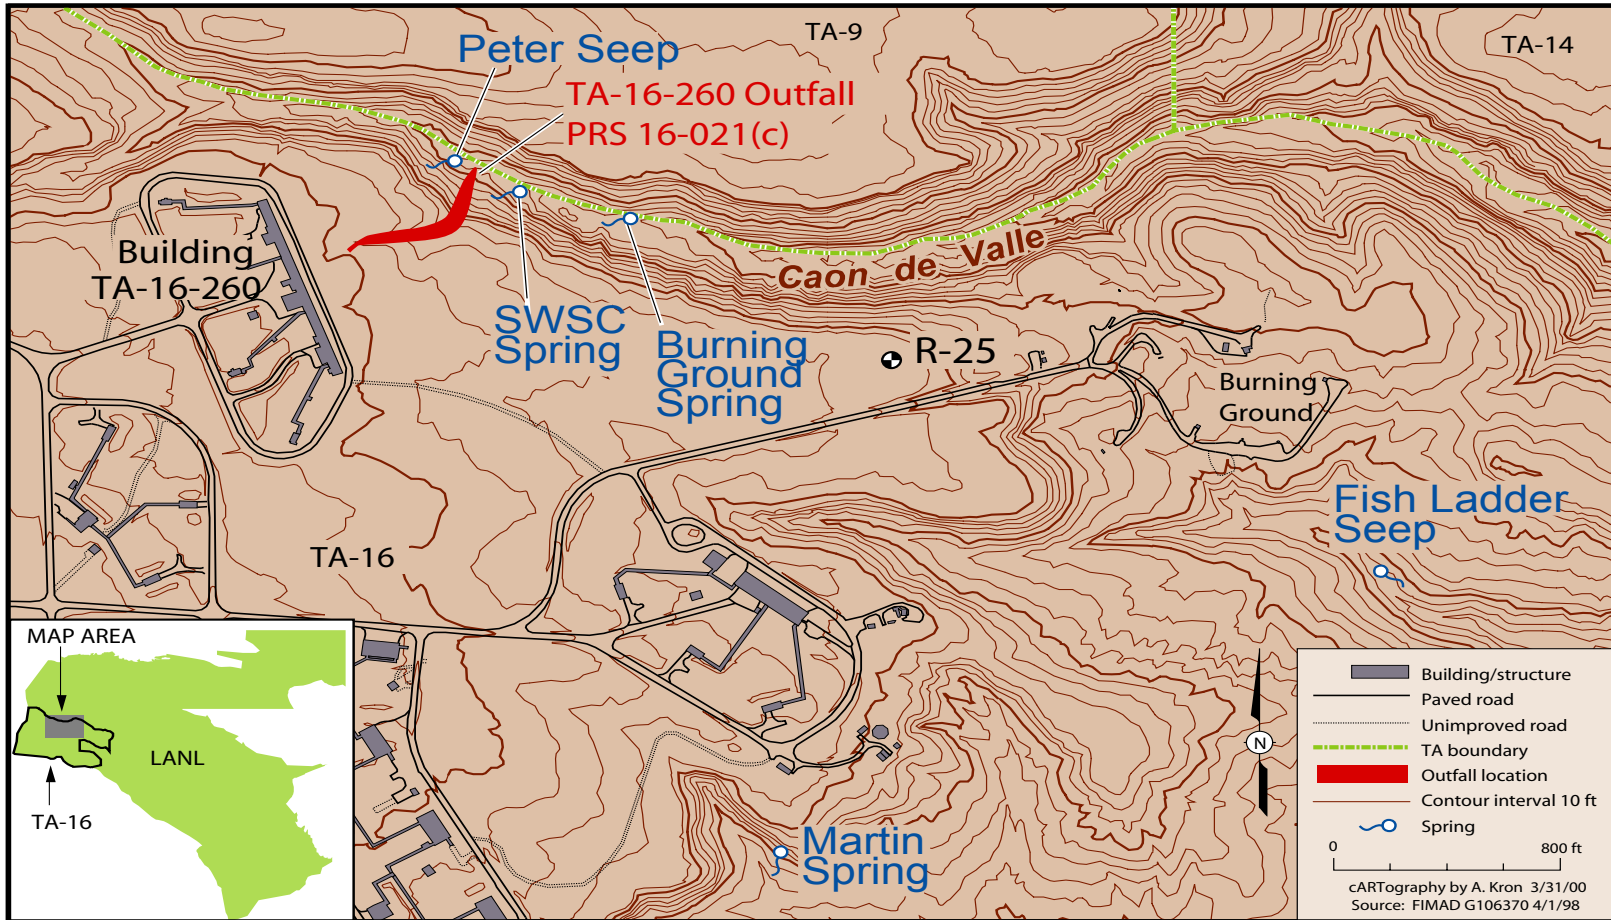 TA-9
TA-14
Peter Seep
TA-16-260 Outfall
PRS 16-021(c)
Building
TA-16-260
Caon de Valle
SWSC
Spring
Burning
Ground
Spring
R-25
Burning
Ground
Fish Ladder
Seep
TA-16
MAP AREA
LANL
TA-16
Martin
Spring
N
Building/structure
Paved road
Unimproved road
TA boundary
Outfall location
Contour interval 10 ft
Spring
0 800 ft
cARTography by A. Kron 3/31/00
Source: FIMAD G106370 4/1/98